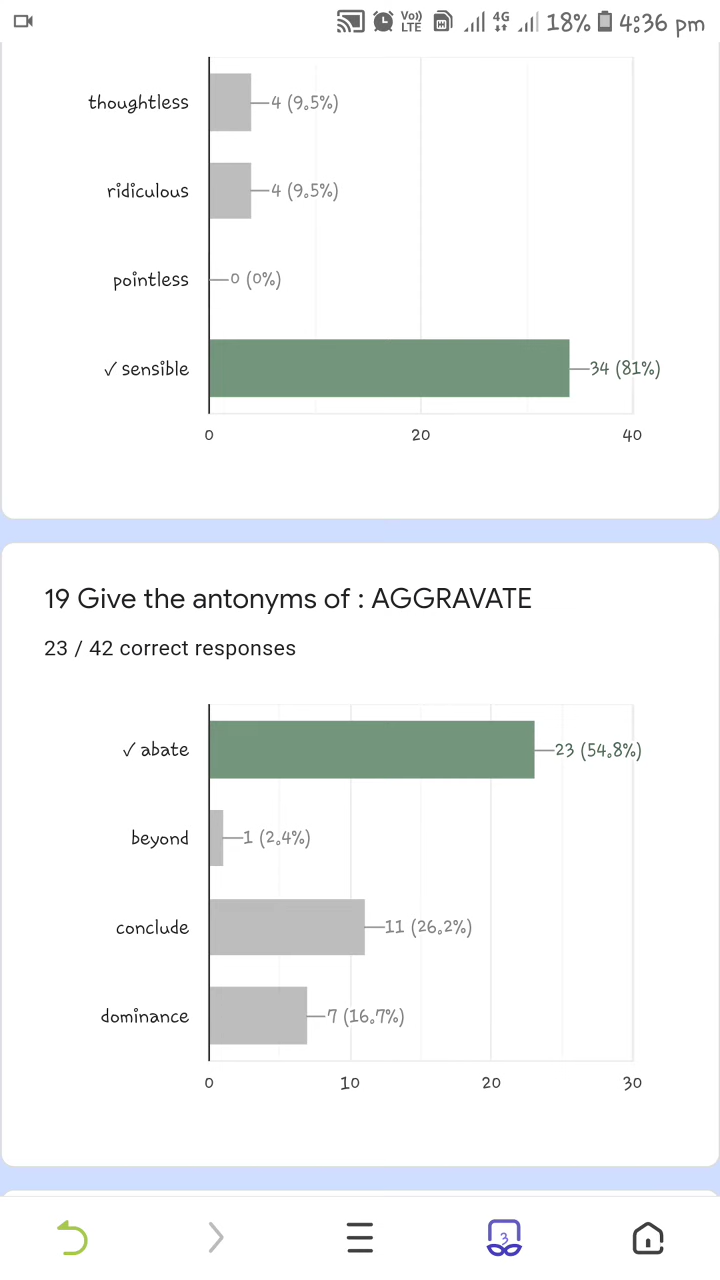 Vo)) LTE 4G 18% 4:36 pm
thoughtless 4 (9.5%)
ridiculous 4 (9.5%)
pointless 0 (0%)
✓ sensible 34 (81%)
0 20 40
19 Give the antonyms of : AGGRAVATE
23 / 42 correct responses
✓ abate 23 (54.8%)
beyond 1 (2.4%)
conclude 11 (26.2%)
dominance 7 (16.7%)
0 10 20 30
3